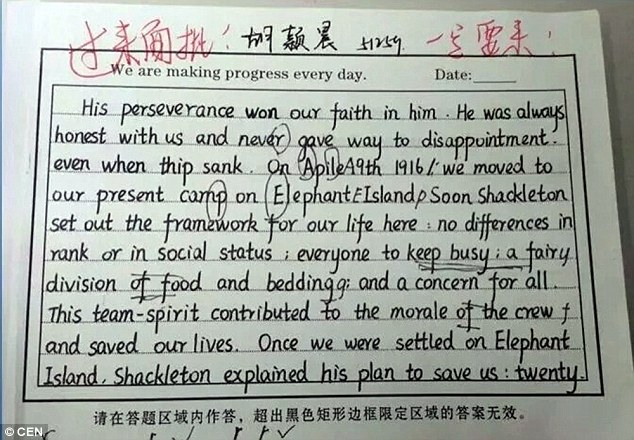 过来面批! 胡颖晨 51259 一定要来!
We are making progress every day. Date:
His perseverance won our faith in him. He was always
honest with us and never gave way to disappointment.
even when thip sank. On Apile 49th 1916, we moved to
our present camp on Elephant Island, Soon Shackleton
set out the framework for our life here: no differences in
rank or in social status; everyone to keep busy; a fairy
division of food and beddingg; and a concern for all.
This team-spirit contributed to the morale of the crew
and saved our lives. Once we were settled on Elephant
Island. Shackleton explained his plan to save us: twenty-
请在答题区域内作答，超出黑色矩形边框限定区域的答案无效。
© CEN